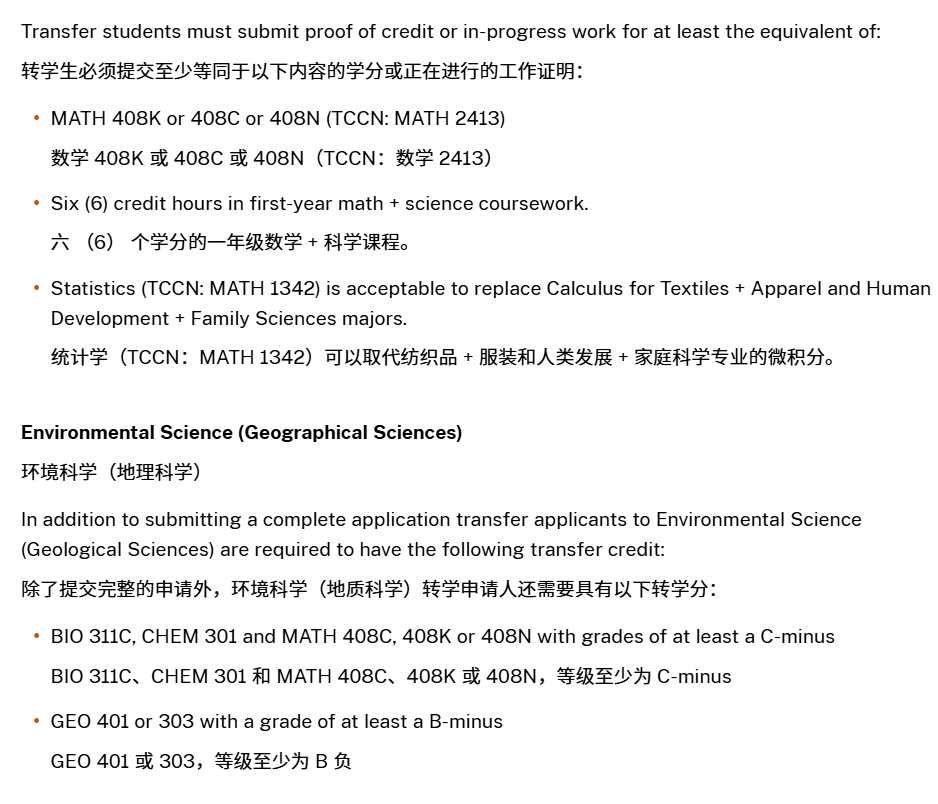 Transfer students must submit proof of credit or in-progress work for at least the equivalent of:
转学生必须提交至少等同于以下内容的学分或正在进行的工作证明：
• MATH 408K or 408C or 408N (TCCN: MATH 2413)
数学 408K 或 408C 或 408N（TCCN：数学 2413）
• Six (6) credit hours in first-year math + science coursework.
六 （6） 个学分的一年级数学 + 科学课程。
• Statistics (TCCN: MATH 1342) is acceptable to replace Calculus for Textiles + Apparel and Human
Development + Family Sciences majors.
统计学（TCCN：MATH 1342）可以取代纺织品 + 服装和人类发展 + 家庭科学专业的微积分。
Environmental Science (Geographical Sciences)
环境科学（地理科学）
In addition to submitting a complete application transfer applicants to Environmental Science
(Geological Sciences) are required to have the following transfer credit:
除了提交完整的申请外，环境科学（地质科学）转学申请人还需要具有以下转学分：
• BIO 311C, CHEM 301 and MATH 408C, 408K or 408N with grades of at least a C-minus
BIO 311C、CHEM 301 和 MATH 408C、408K 或 408N，等级至少为 C-minus
• GEO 401 or 303 with a grade of at least a B-minus
GEO 401 或 303，等级至少为 B 负